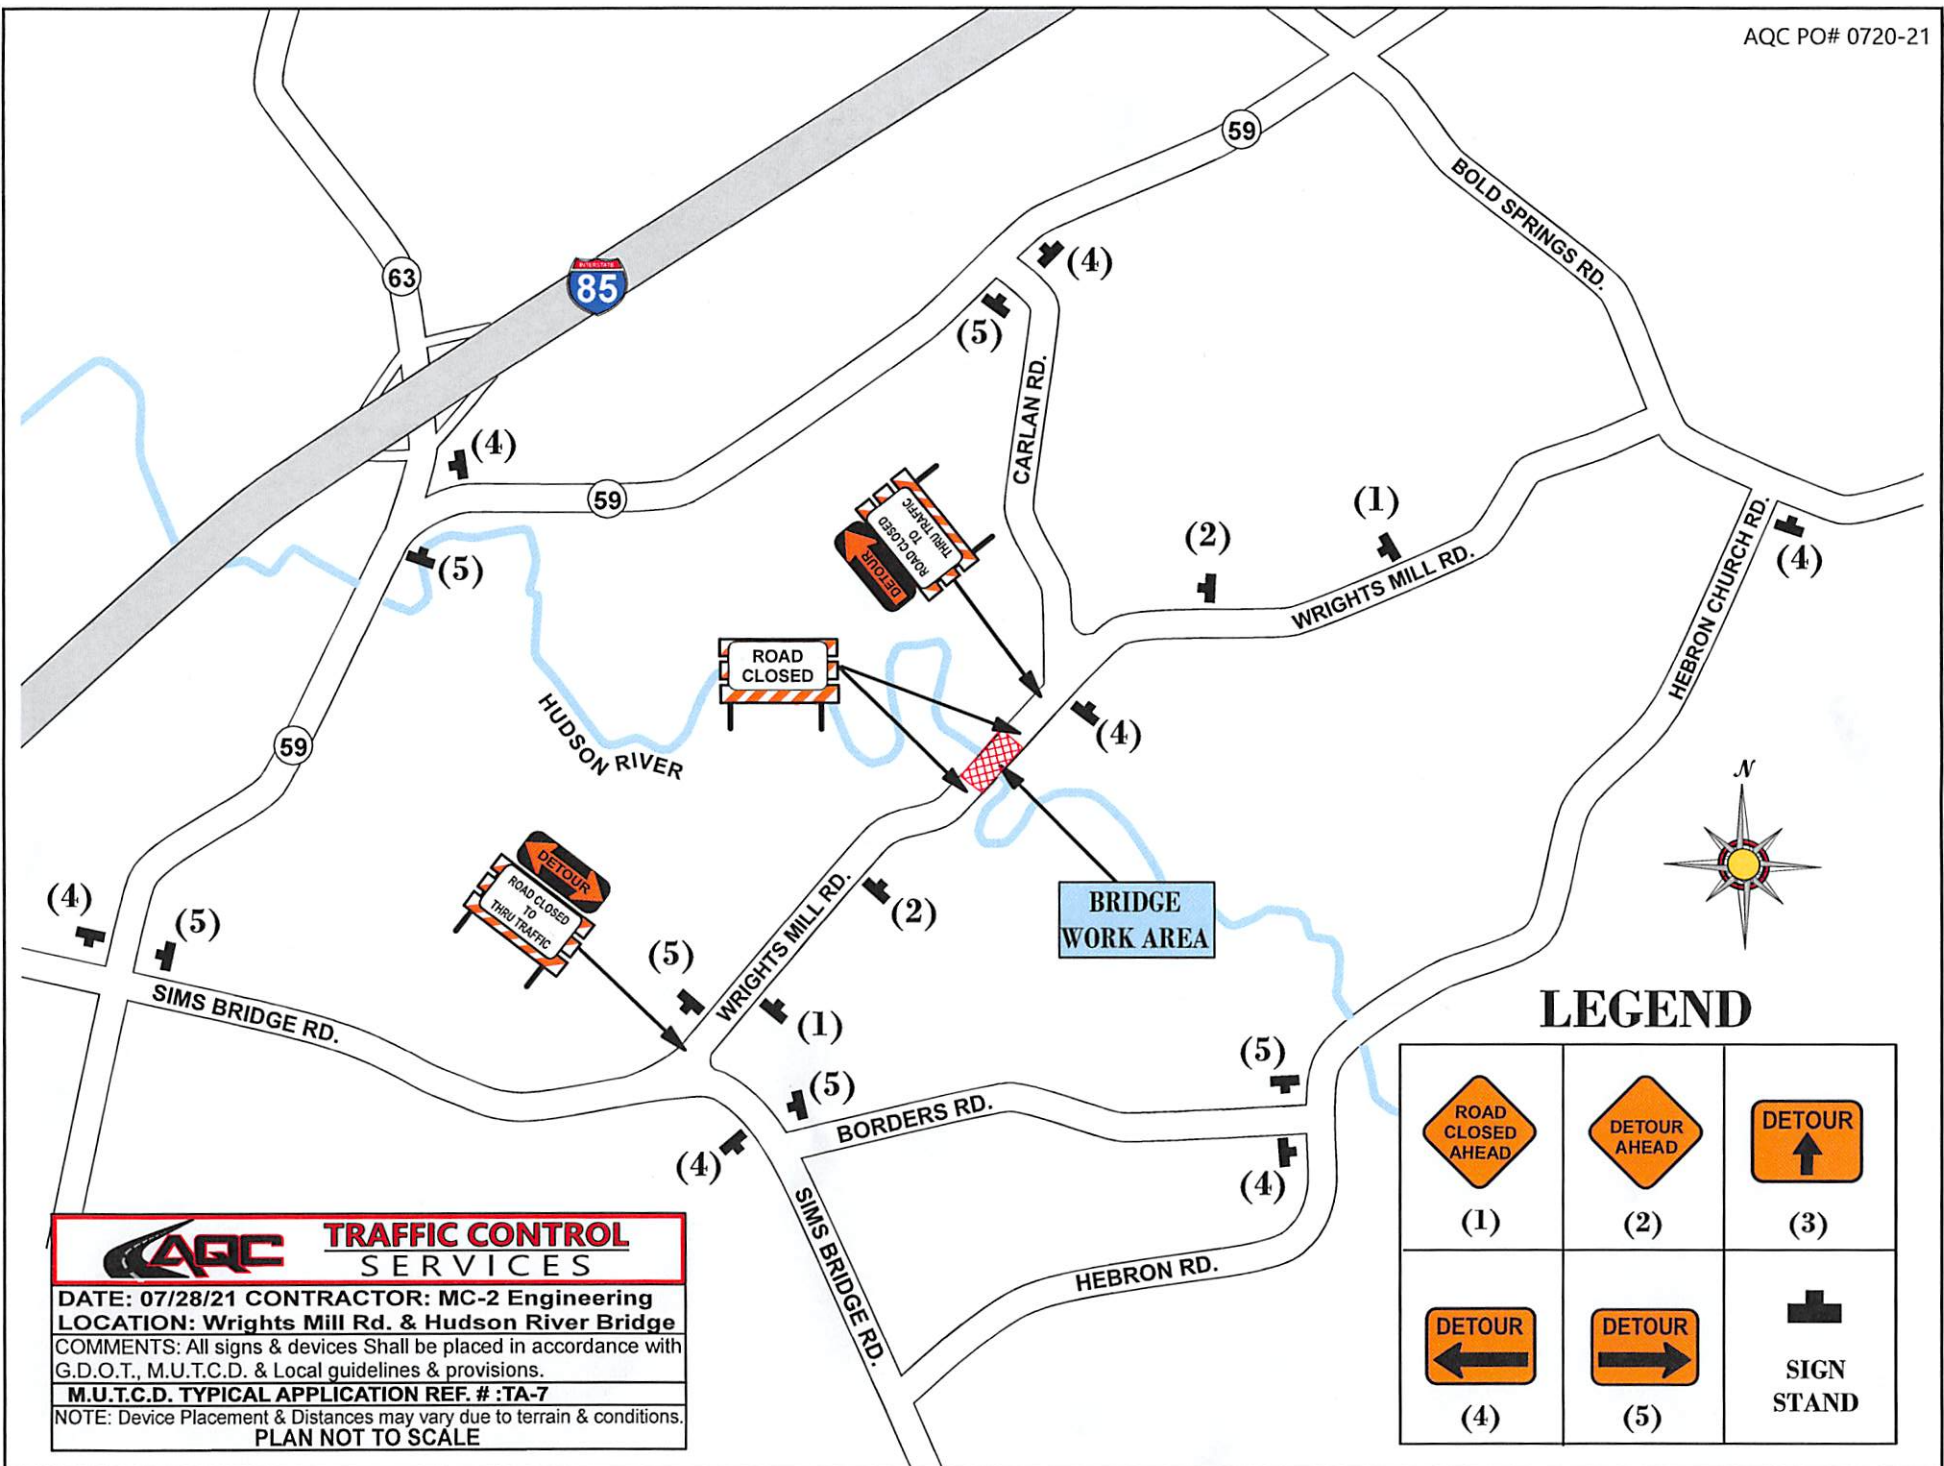 AQC PO# 0720-21
59
BOLD SPRINGS RD.
63
INTERSTATE
85
(4)
(5)
CARLAN RD.
(4)
59
(5)
ROAD CLOSED
TO
THRU TRAFFIC
DETOUR
(2)
(1)
WRIGHTS MILL RD.
HEBRON CHURCH RD.
(4)
ROAD
CLOSED
HUDSON RIVER
(4)
59
N
DETOUR
ROAD CLOSED
TO
THRU TRAFFIC
(4)
(5)
SIMS BRIDGE RD.
(5)
WRIGHTS MILL RD.
(2)
(1)
BRIDGE
WORK AREA
(5)
BORDERS RD.
(5)
(4)
(4)
SIMS BRIDGE RD.
HEBRON RD.
LEGEND
ROAD
CLOSED
AHEAD
(1)
DETOUR
AHEAD
(2)
DETOUR
(3)
DETOUR
(4)
DETOUR
(5)
SIGN
STAND
AQC
TRAFFIC CONTROL
SERVICES
DATE: 07/28/21 CONTRACTOR: MC-2 Engineering
LOCATION: Wrights Mill Rd. & Hudson River Bridge
COMMENTS: All signs & devices Shall be placed in accordance with
G.D.O.T., M.U.T.C.D. & Local guidelines & provisions.
M.U.T.C.D. TYPICAL APPLICATION REF. # :TA-7
NOTE: Device Placement & Distances may vary due to terrain & conditions.
PLAN NOT TO SCALE